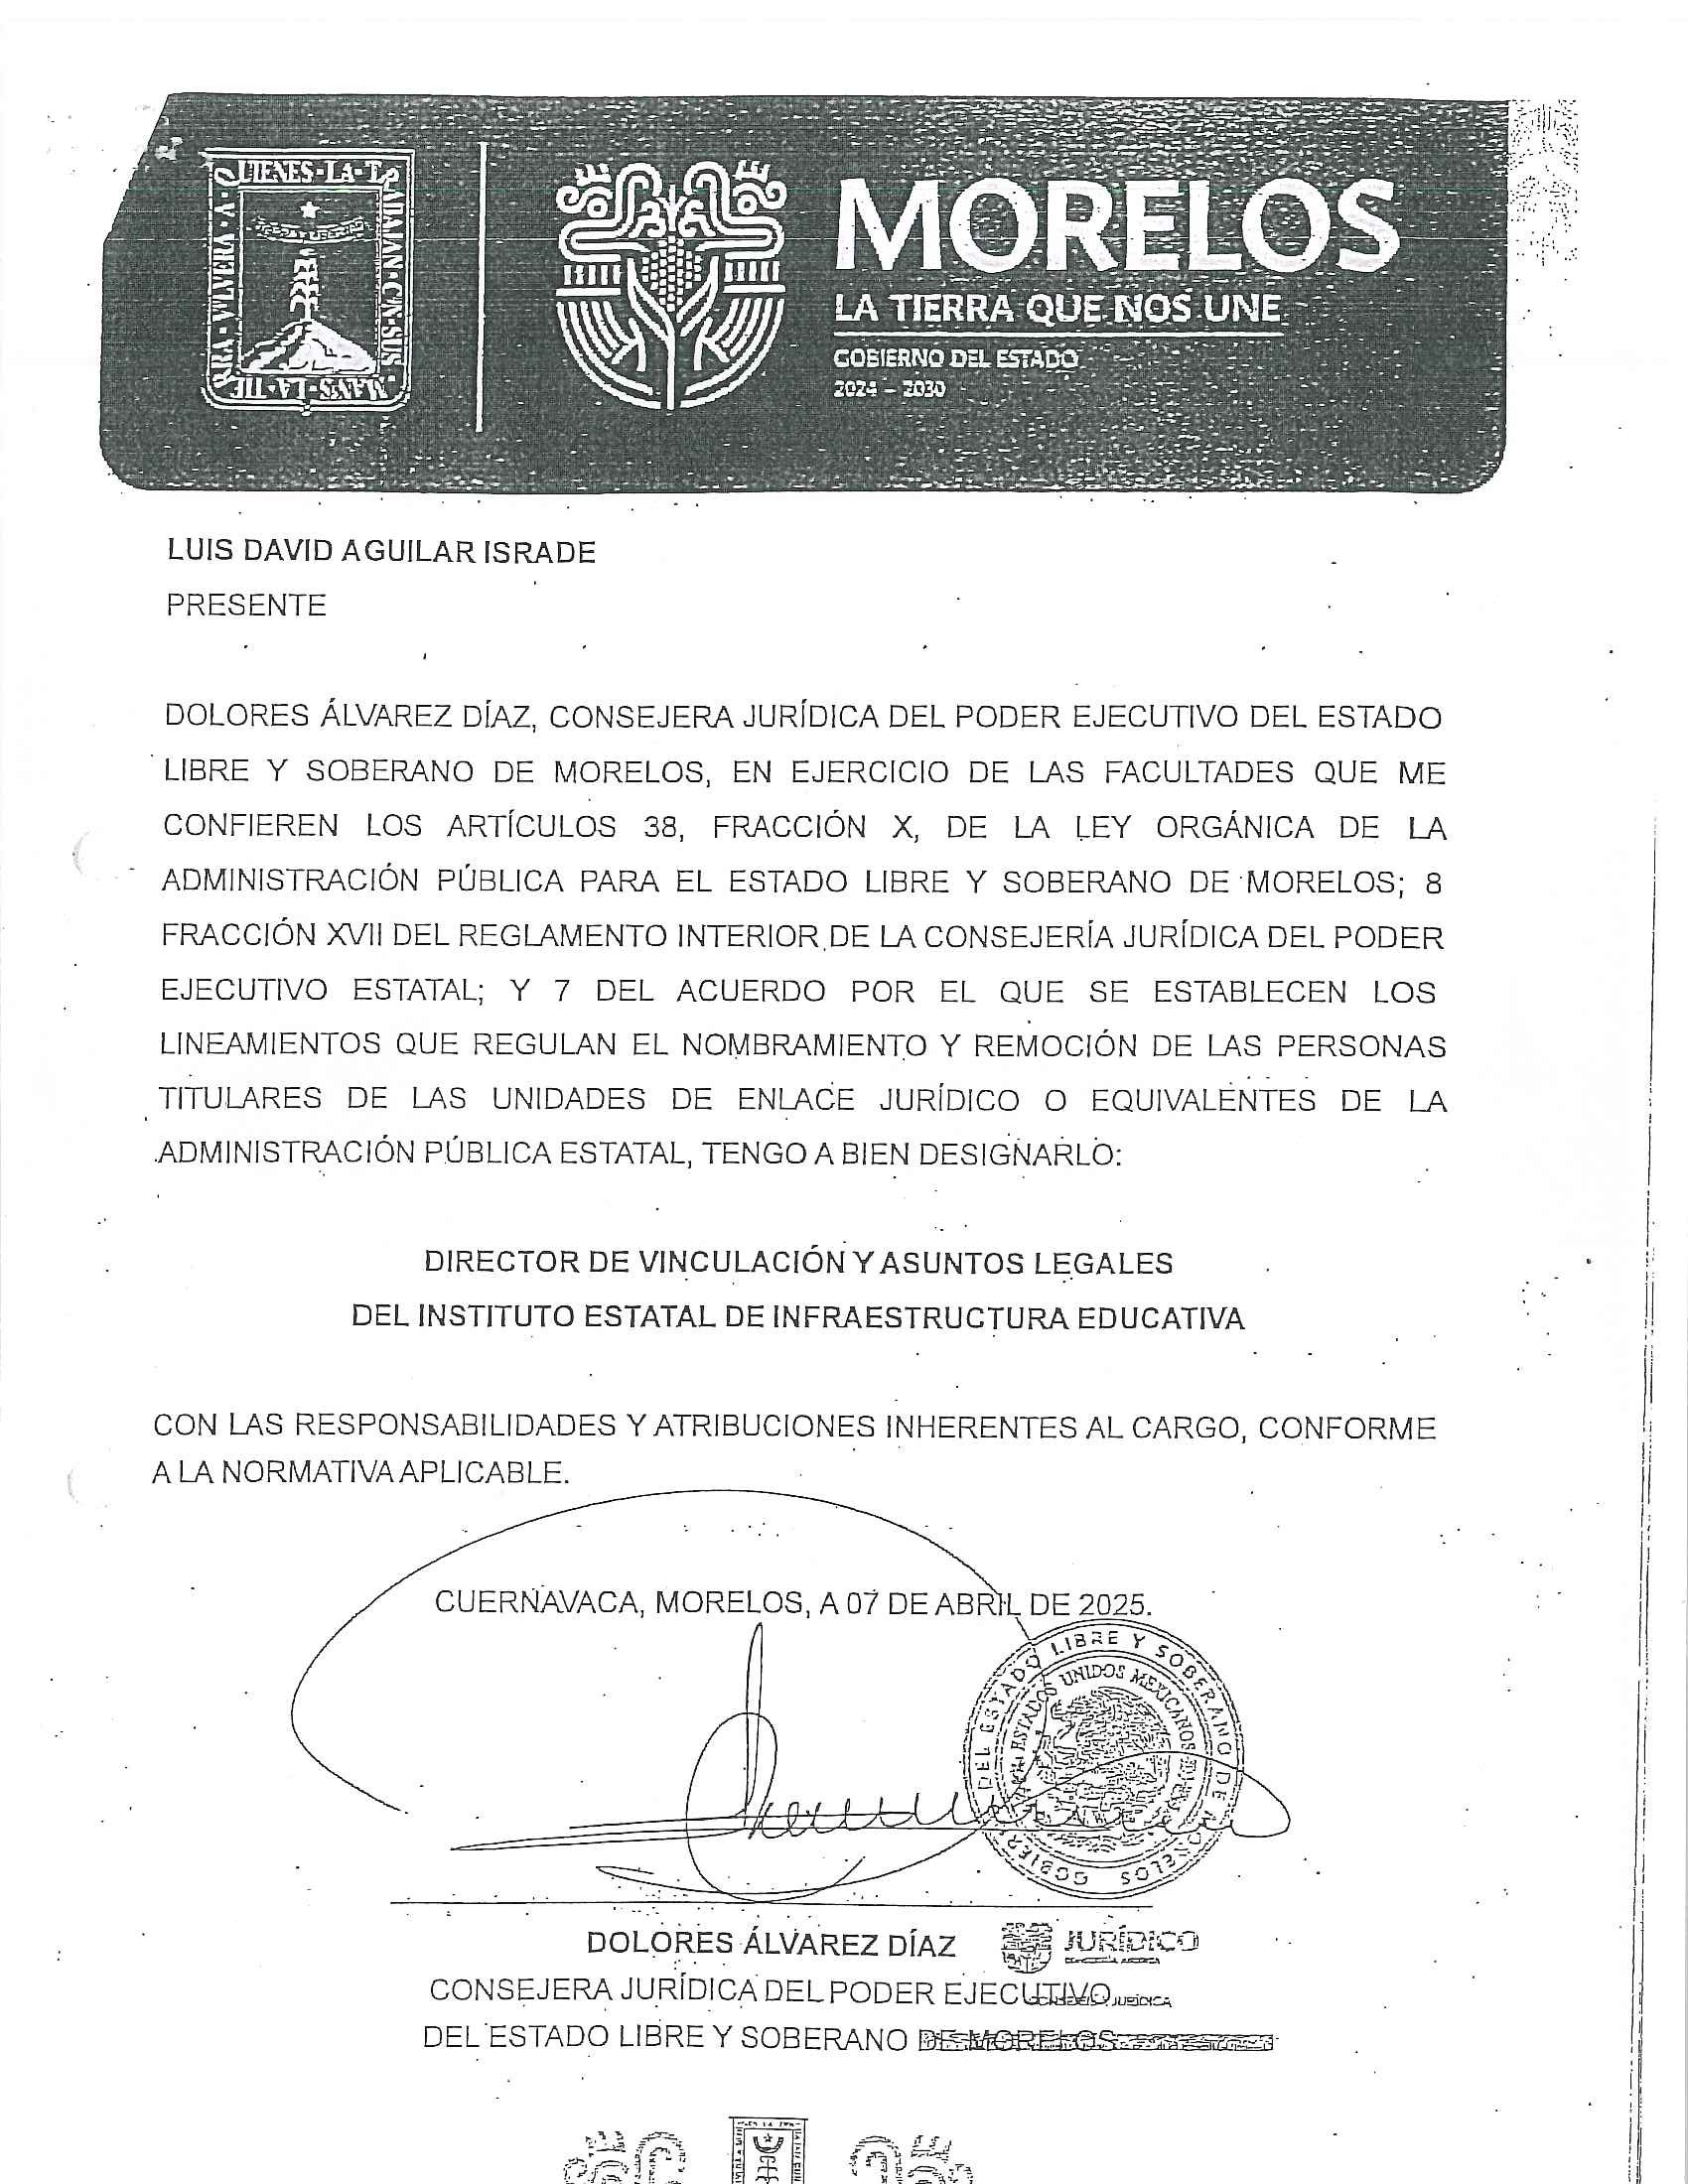 MORELOS
LA TIERRA QUE NOS UNE
GOBIERNO DEL ESTADO
2024 – 2030
LUIS DAVID AGUILAR ISRADE
PRESENTE
DOLORES ÁLVAREZ DÍAZ, CONSEJERA JURÍDICA DEL PODER EJECUTIVO DEL ESTADO
LIBRE Y SOBERANO DE MORELOS, EN EJERCICIO DE LAS FACULTADES QUE ME
CONFIEREN LOS ARTÍCULOS 38, FRACCIÓN X, DE LA LEY ORGÁNICA DE LA
ADMINISTRACIÓN PÚBLICA PARA EL ESTADO LIBRE Y SOBERANO DE MORELOS; 8
FRACCIÓN XVII DEL REGLAMENTO INTERIOR DE LA CONSEJERÍA JURÍDICA DEL PODER
EJECUTIVO ESTATAL; Y 7 DEL ACUERDO POR EL QUE SE ESTABLECEN LOS
LINEAMIENTOS QUE REGULAN EL NOMBRAMIENTO Y REMOCIÓN DE LAS PERSONAS
TITULARES DE LAS UNIDADES DE ENLACE JURÍDICO O EQUIVALENTES DE LA
ADMINISTRACIÓN PÚBLICA ESTATAL, TENGO A BIEN DESIGNARLO:
DIRECTOR DE VINCULACIÓN Y ASUNTOS LEGALES
DEL INSTITUTO ESTATAL DE INFRAESTRUCTURA EDUCATIVA
CON LAS RESPONSABILIDADES Y ATRIBUCIONES INHERENTES AL CARGO, CONFORME
A LA NORMATIVA APLICABLE.
CUERNAVACA, MORELOS, A 07 DE ABRIL DE 2025.
GOBIERNO DEL ESTADO LIBRE Y SOBERANO DE MORELOS
ESTADOS UNIDOS MEXICANOS
DOLORES ÁLVAREZ DÍAZ
JURÍDICO
CONSEJERA JURÍDICA DEL PODER EJECUTIVO
DEL ESTADO LIBRE Y SOBERANO DE MORELOS